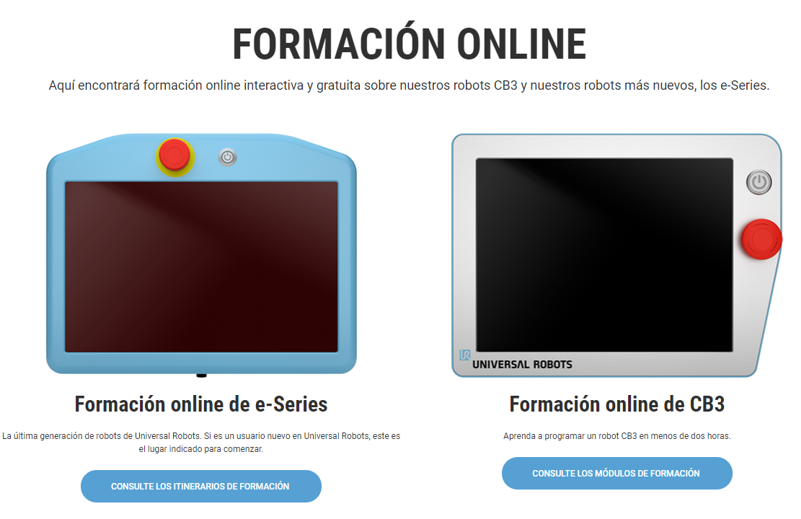 FORMACIÓN ONLINE
Aquí encontrará formación online interactiva y gratuita sobre nuestros robots CB3 y nuestros robots más nuevos, los e-Series.
UR
UNIVERSAL ROBOTS
Formación online de e-Series
La última generación de robots de Universal Robots. Si es un usuario nuevo en Universal Robots, este es
el lugar indicado para comenzar.
CONSULTE LOS ITINERARIOS DE FORMACIÓN
Formación online de CB3
Aprenda a programar un robot CB3 en menos de dos horas.
CONSULTE LOS MÓDULOS DE FORMACIÓN